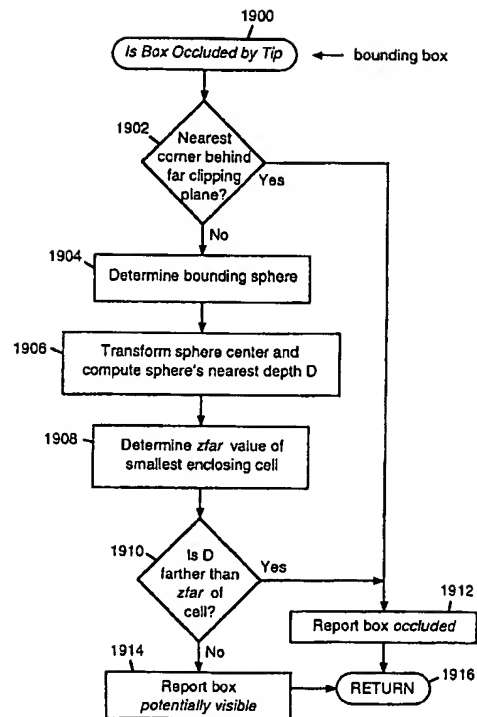 1900
Is Box Occluded by Tip
bounding box
1902
Nearest
corner behind
far clipping
plane?
Yes
No
1904
Determine bounding sphere
1906
Transform sphere center and
compute sphere's nearest depth D
1908
Determine zfar value of
smallest enclosing cell
1910
Is D
farther than
zfar of
cell?
Yes
No
1912
Report box occluded
1914
Report box
potentially visible
RETURN
1916